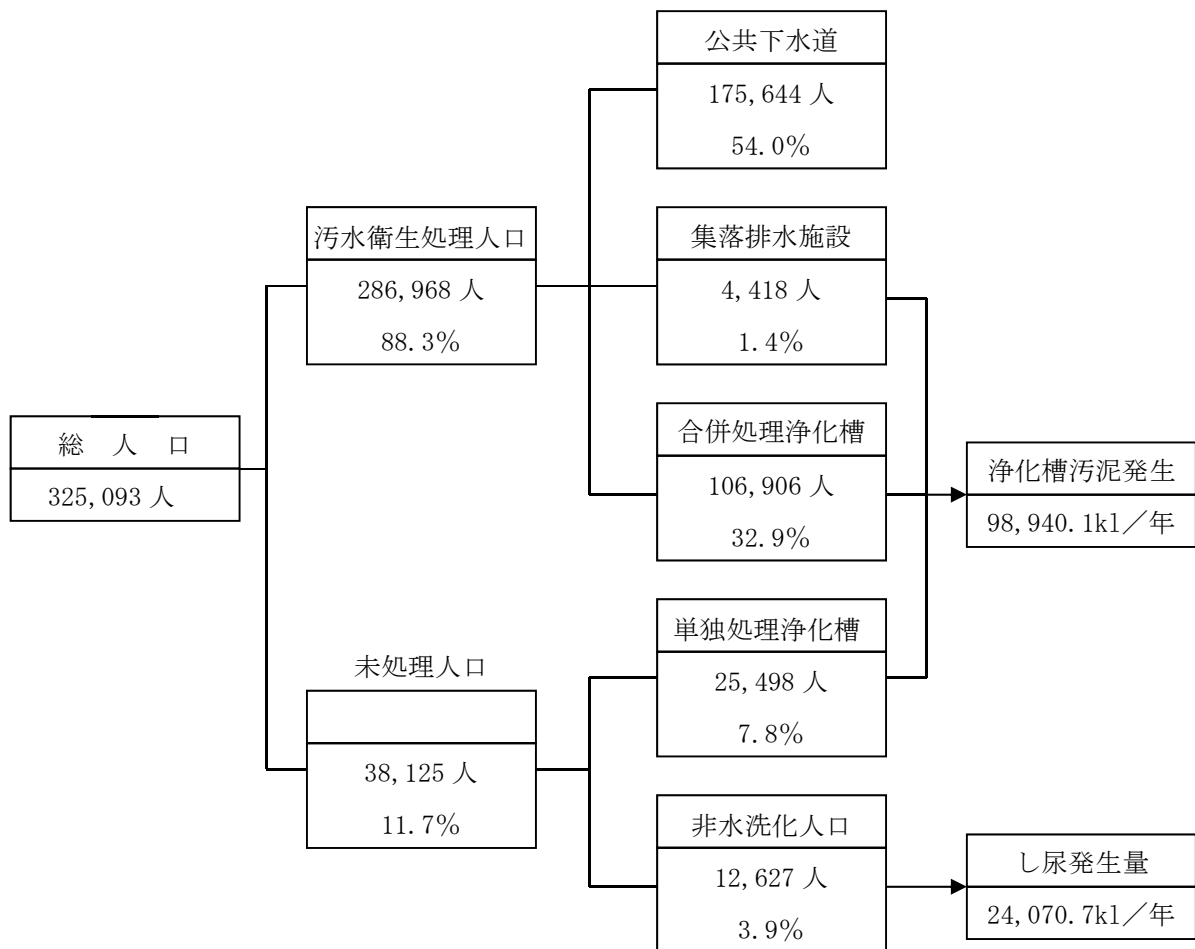 公共下水道
175,644 人
54.0%
汚水衛生処理人口
286,968 人
88.3%
集落排水施設
4,418 人
1.4%
総 人 口
325,093 人
合併処理浄化槽
106,906 人
32.9%
浄化槽汚泥発生
98,940.1kl/年
未処理人口
38,125 人
11.7%
単独処理浄化槽
25,498 人
7.8%
非水洗化人口
12,627 人
3.9%
し尿発生量
24,070.7kl/年